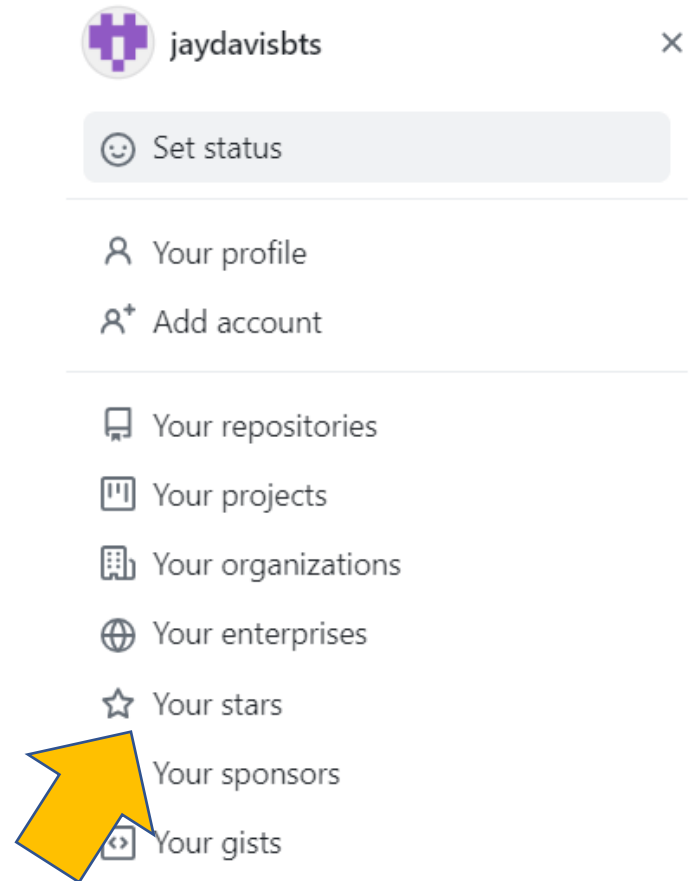 jaydavisbts
Set status
Your profile
Add account
Your repositories
Your projects
Your organizations
Your enterprises
Your stars
Your sponsors
Your gists